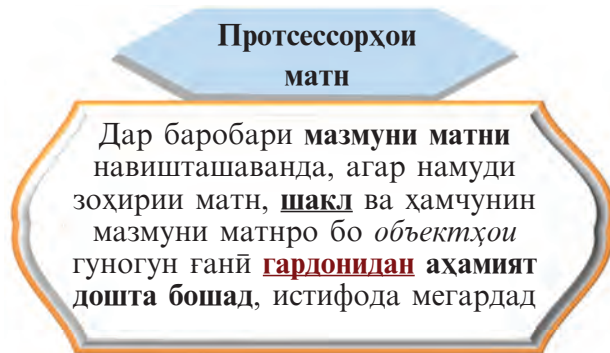 Протсессорҳои
матн
Дар баробари мазмуни матни
навишташаванда, агар намуди
зоҳирии матн, шакл ва ҳамчунин
мазмуни матнро бо объектҳои
гуногун ғанӣ гардонидан аҳамият
дошта бошад, истифода мегардад